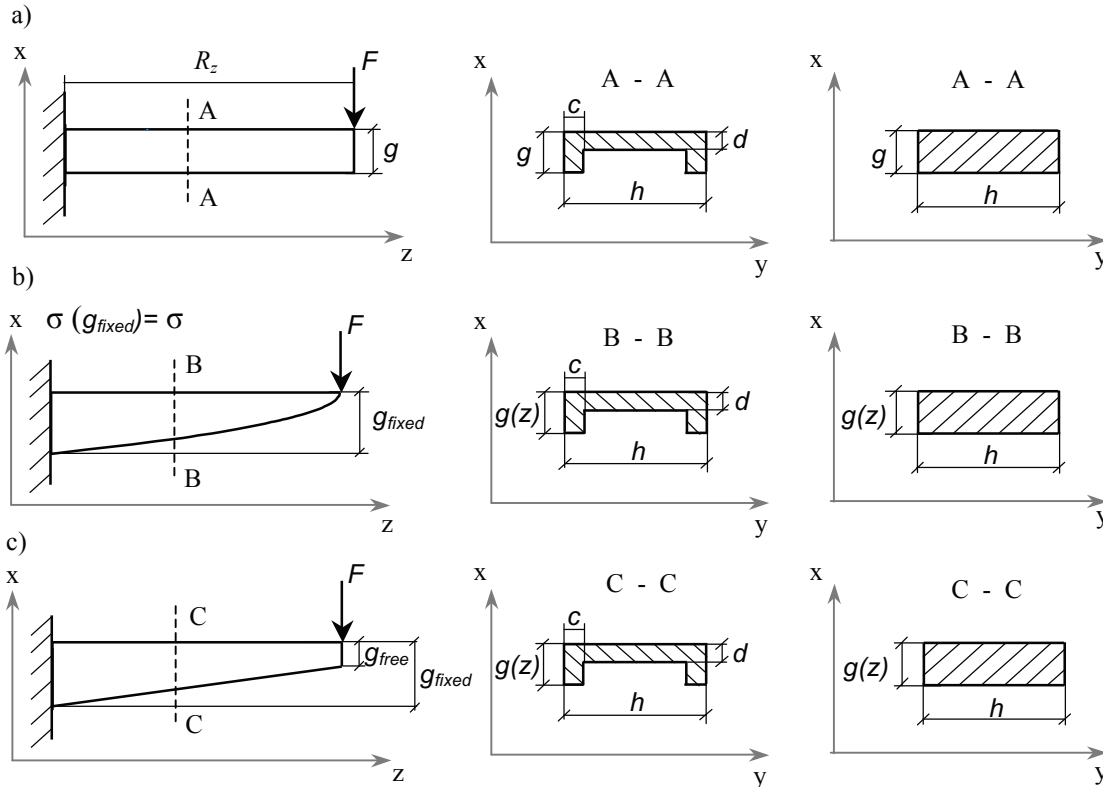 a)
x
R_z
F
A
g
A
z
x
A - A
c
g
d
h
y
x
A - A
g
h
y
b)
x
σ (g_fixed) = σ
F
B
g_fixed
B
z
x
B - B
c
g(z)
d
h
y
x
B - B
g(z)
h
y
c)
x
F
C
g_free
g_fixed
C
z
x
C - C
c
g(z)
d
h
y
x
C - C
g(z)
h
y